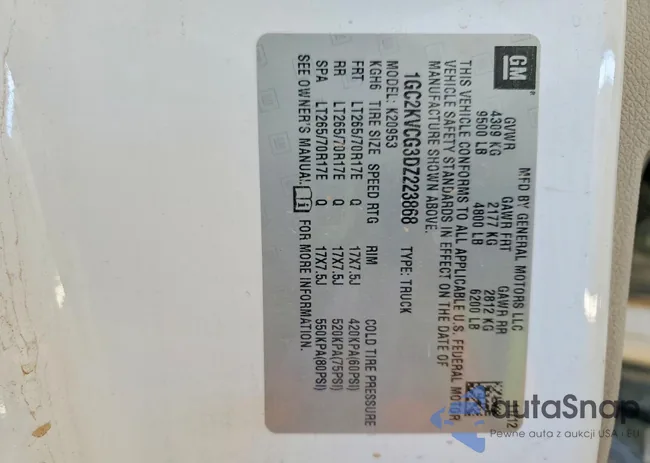 GM
MFD BY GENERAL MOTORS LLC
GVWR GAWR FRT GAWR RR
4309 KG 2177 KG 2812 KG
9500 LB 4800 LB 6200 LB
THIS VEHICLE CONFORMS TO ALL APPLICABLE U.S. FEDERAL MOTOR
VEHICLE SAFETY STANDARDS IN EFFECT ON THE DATE OF
MANUFACTURE SHOWN ABOVE.
1GC2KVCG3DZ223868 TYPE: TRUCK
MODEL: K20953
KGH6 TIRE SIZE SPEED RTG RIM COLD TIRE PRESSURE
FRT LT265/70R17E Q 17X7.5J 420KPA(60PSI)
RR LT265/70R17E Q 17X7.5J 520KPA(75PSI)
SPA LT265/70R17E Q 17X7.5J 550KPA(80PSI)
SEE OWNER'S MANUAL FOR MORE INFORMATION.
autaSnap
Pewne auta z aukcji USA i EU